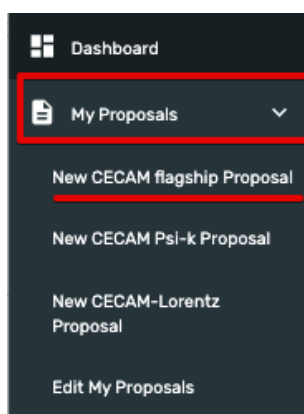 Dashboard
My Proposals
New CECAM flagship Proposal
New CECAM Psi-k Proposal
New CECAM-Lorentz
Proposal
Edit My Proposals